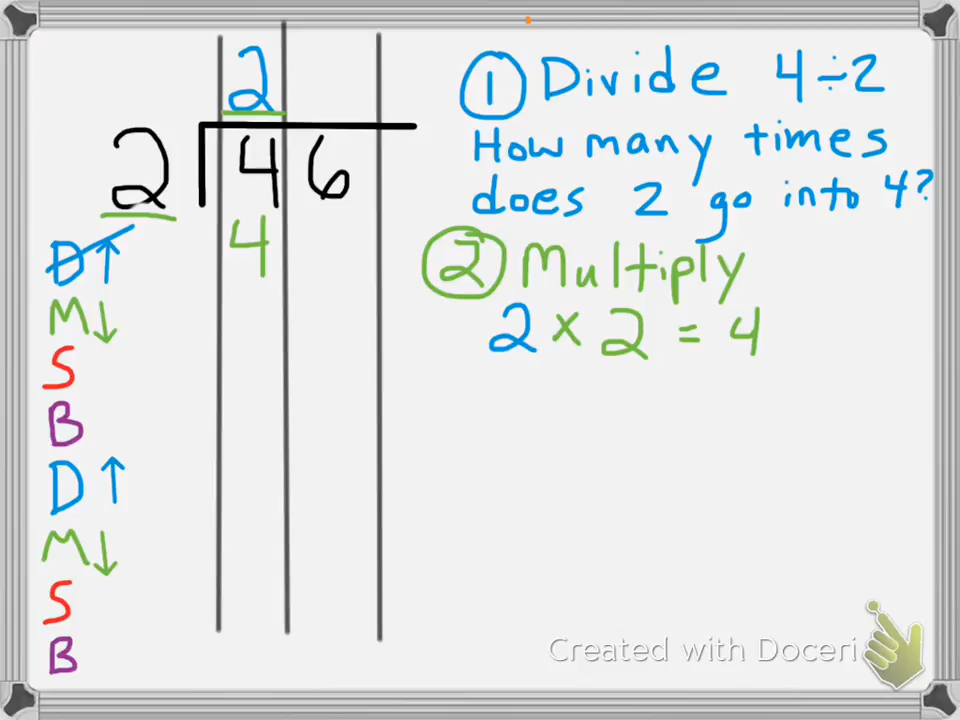 2
2 46
4
D↑
M↓
S
B
D↑
M↓
S
B
① Divide 4÷2
How many times
does 2 go into 4?
② Multiply
2 × 2 = 4
Created with Doceri